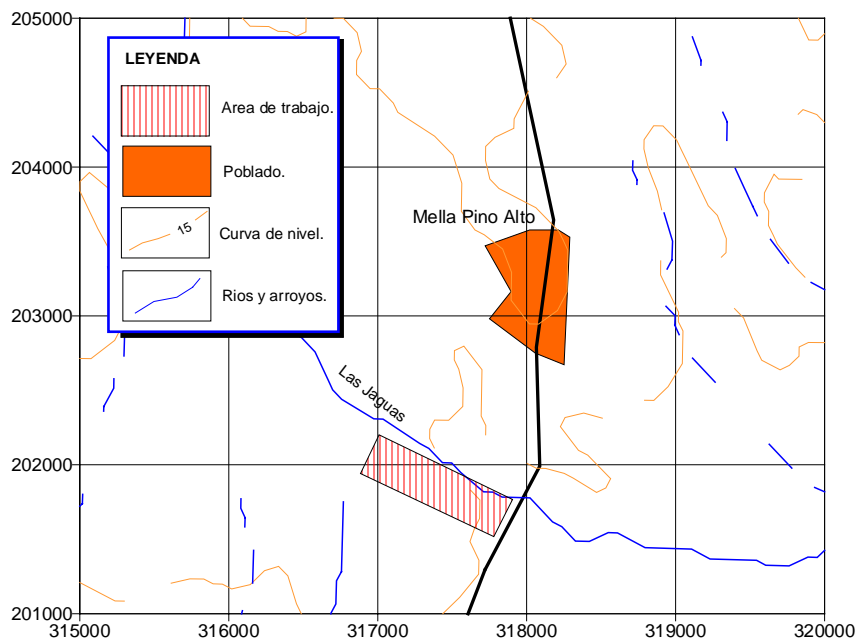 205000
204000
203000
202000
201000
LEYENDA
Area de trabajo.
Poblado.
15
Curva de nivel.
Rios y arroyos.
Mella Pino Alto
Las Jaguas
315000 316000 317000 318000 319000 320000